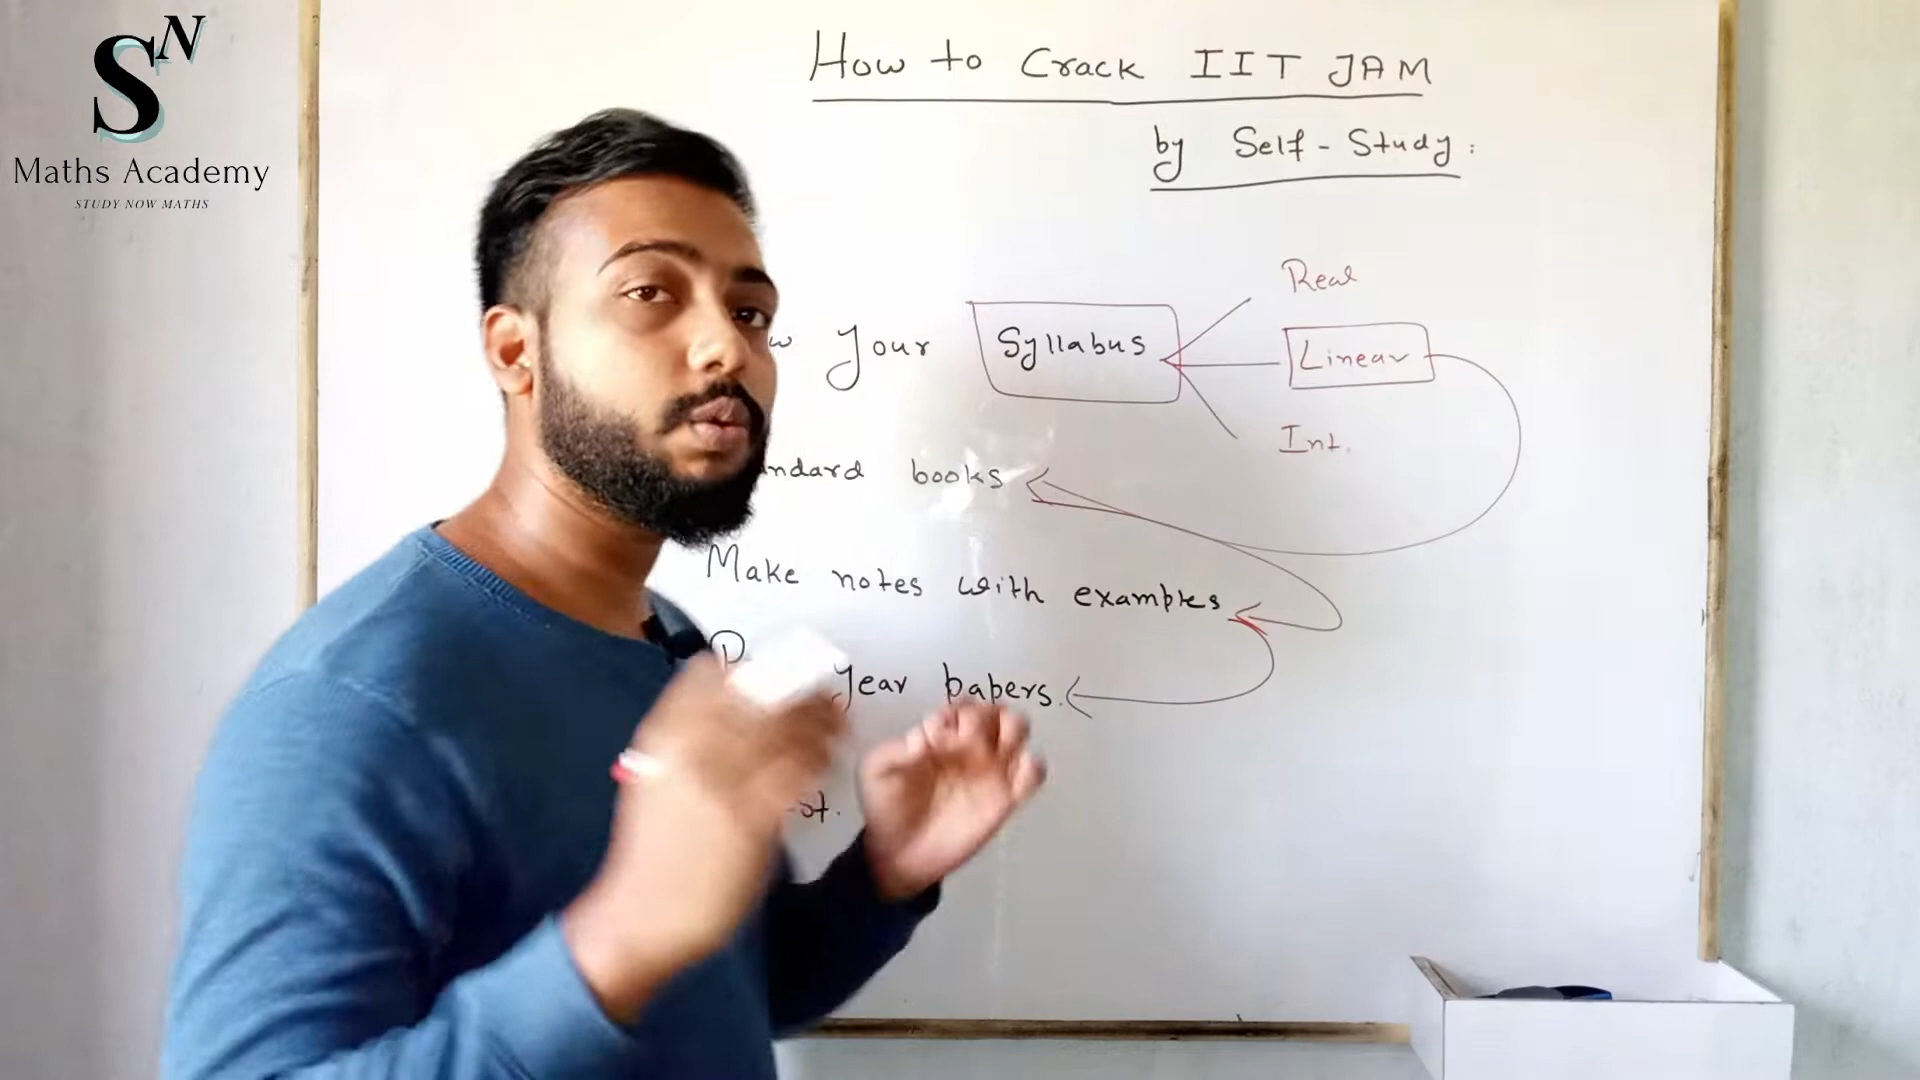 SN
Maths Academy
STUDY NOW MATHS
How to Crack IIT JAM
by Self - Study :
Real
Your Syllabus
Linear
Int.
books
Make notes with examples
Year papers.